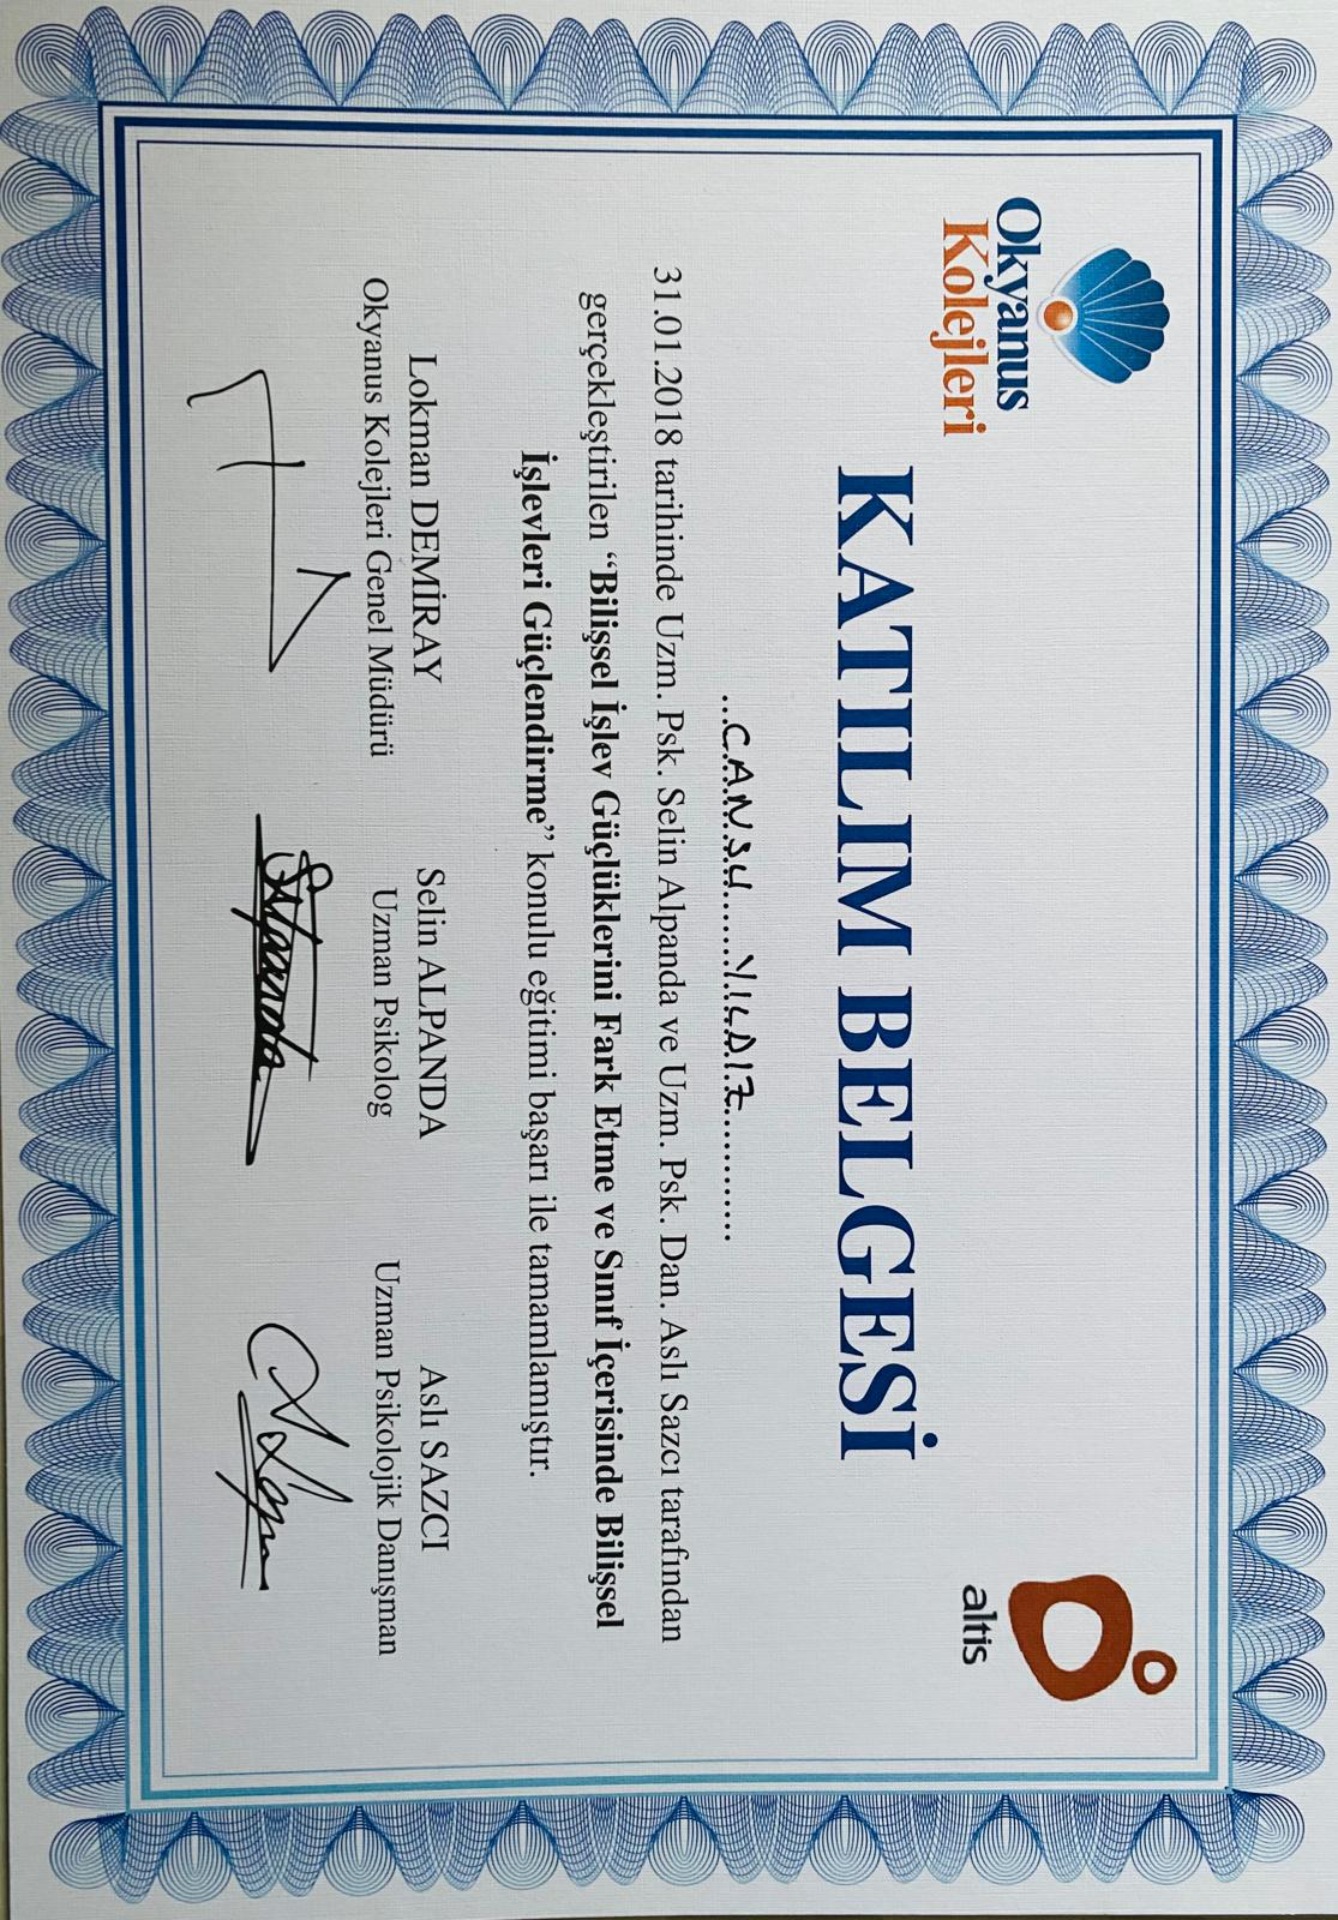 Okyanus
Kolejleri
altis
KATILIM BELGESİ
...CANSU.......YILDIZ............
31.01.2018 tarihinde Uzm. Psk. Selin Alpanda ve Uzm. Psk. Dan. Aslı Sazcı tarafından
gerçekleştirilen “Bilişsel İşlev Güçlüklerini Fark Etme ve Sınıf İçerisinde Bilişsel
İşlevleri Güçlendirme” konulu eğitimi başarı ile tamamlamıştır.
Lokman DEMİRAY
Okyanus Kolejleri Genel Müdürü
Selin ALPANDA
Uzman Psikolog
Aslı SAZCI
Uzman Psikolojik Danışman